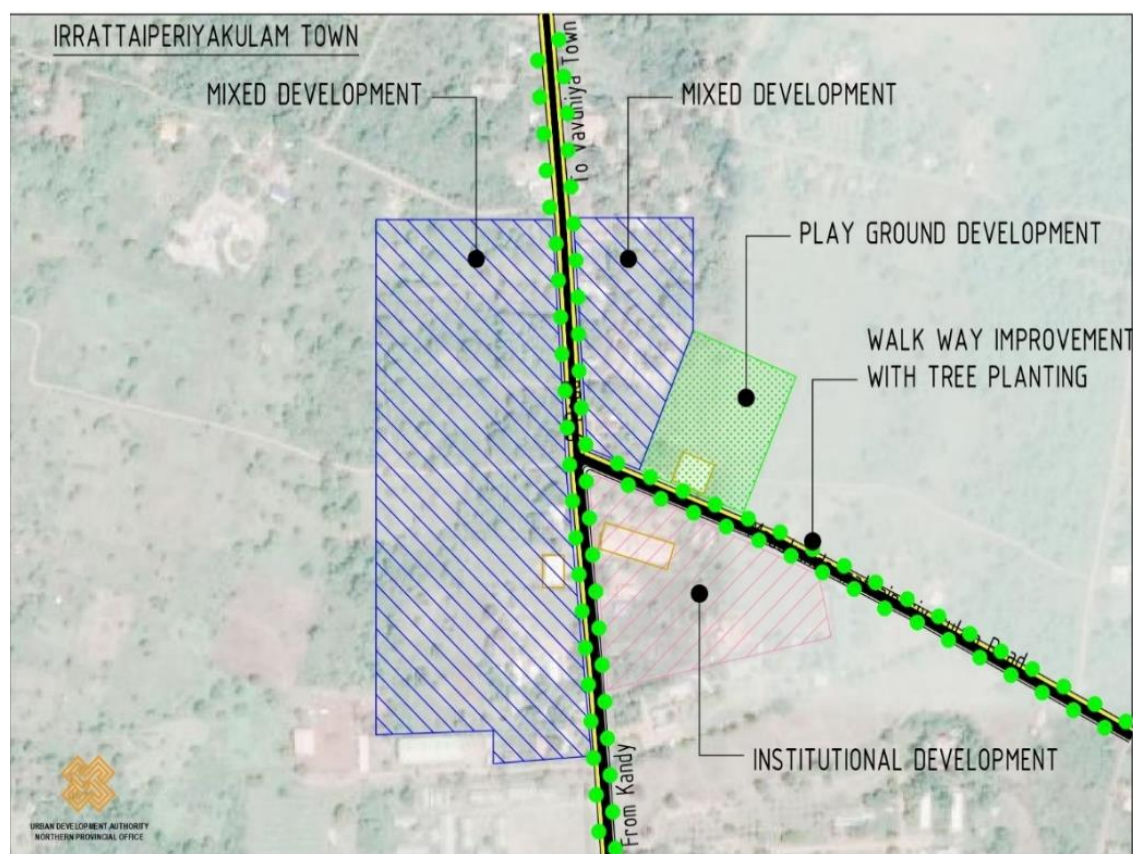 IRRATTAIPERIYAKULAM TOWN
MIXED DEVELOPMENT
MIXED DEVELOPMENT
To Vavuniya Town
PLAY GROUND DEVELOPMENT
WALK WAY IMPROVEMENT
WITH TREE PLANTING
Road
INSTITUTIONAL DEVELOPMENT
From Kandy
URBAN DEVELOPMENT AUTHORITY
NORTHERN PROVINCIAL OFFICE